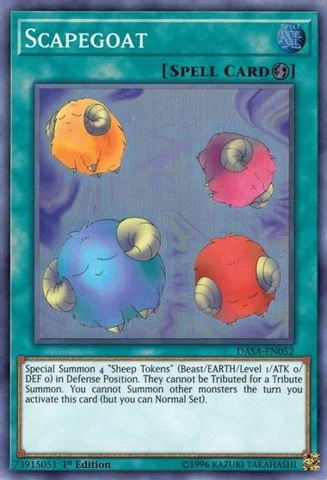 SCAPEGOAT
[SPELL CARD]
DASA-EN052
Special Summon 4 "Sheep Tokens" (Beast/EARTH/Level 1/ATK 0/
DEF 0) in Defense Position. They cannot be Tributed for a Tribute
Summon. You cannot Summon other monsters the turn you
activate this card (but you can Normal Set).
73915051 1st Edition
©1996 KAZUKI TAKAHASHI